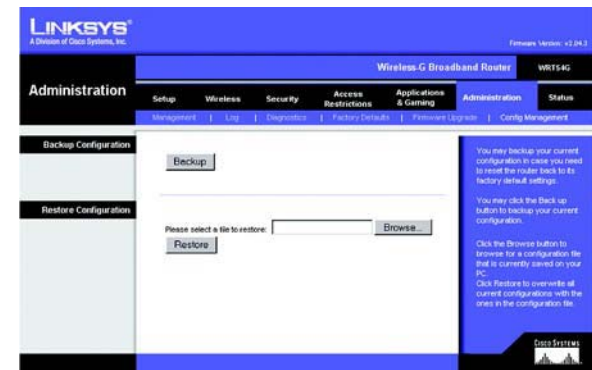 LINKSYS®
A Division of Cisco Systems, Inc.
Firmware Version: v2.04.3
Wireless-G Broadband Router WRT54G
Administration
Setup Wireless Security Access Restrictions Applications & Gaming Administration Status
Management | Log | Diagnostics | Factory Defaults | Firmware Upgrade | Config Management
Backup Configuration
Backup
You may backup your current
configuration in case you need
to reset the router back to its
factory default settings.
You may click the Back up
button to backup your current
configuration.
Restore Configuration
Please select a file to restore: Browse...
Restore
Click the Browse button to
browse for a configuration file
that is currently saved on your
PC.
Click Restore to overwrite all
current configurations with the
ones in the configuration file.
CISCO SYSTEMS